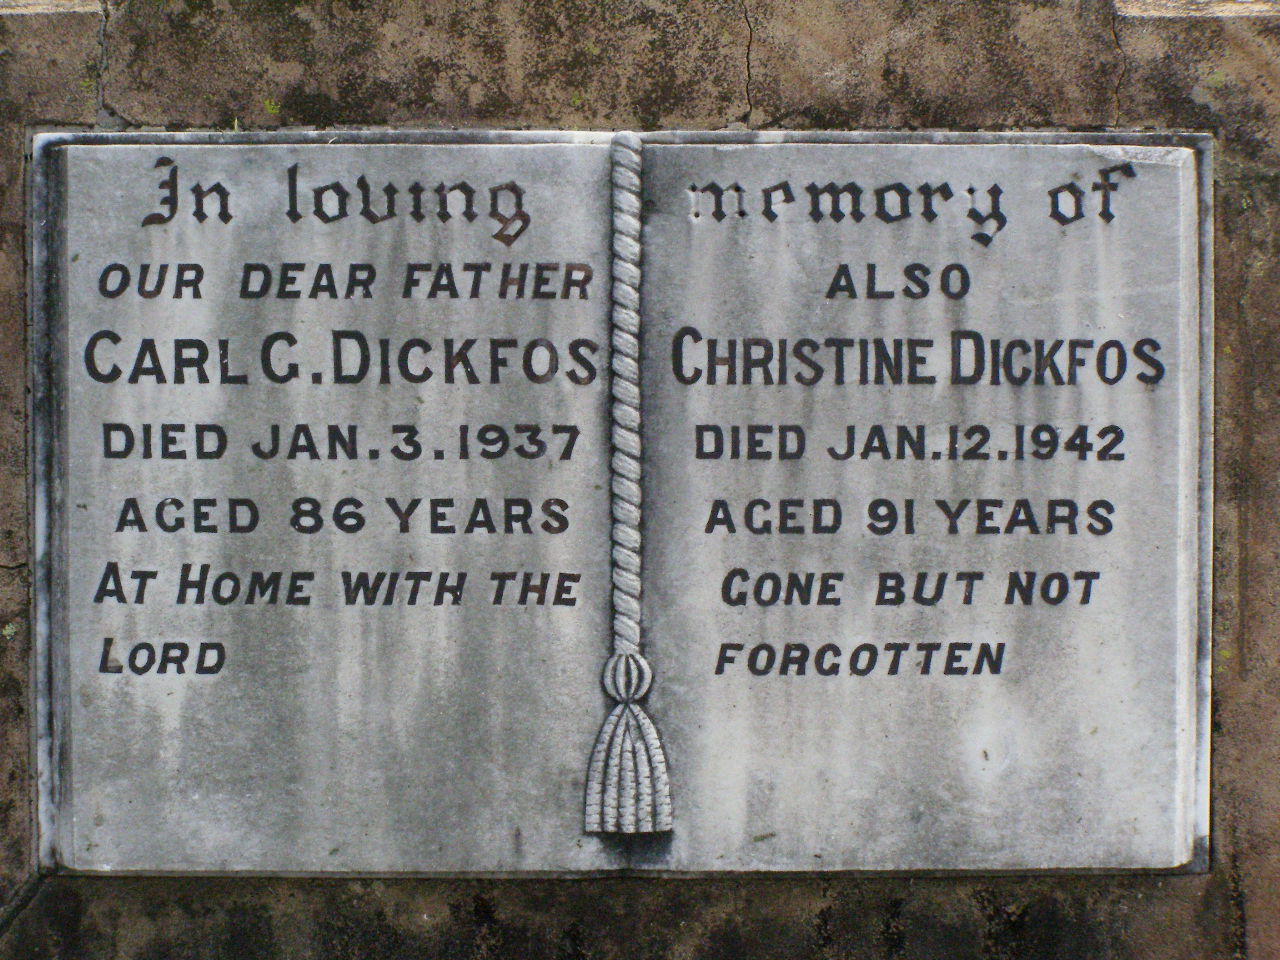 In loving memory of
OUR DEAR FATHER
CARL G. DICKFOS
DIED JAN. 3. 1937
AGED 86 YEARS
AT HOME WITH THE
LORD
ALSO
CHRISTINE DICKFOS
DIED JAN. 12. 1942
AGED 91 YEARS
GONE BUT NOT
FORGOTTEN